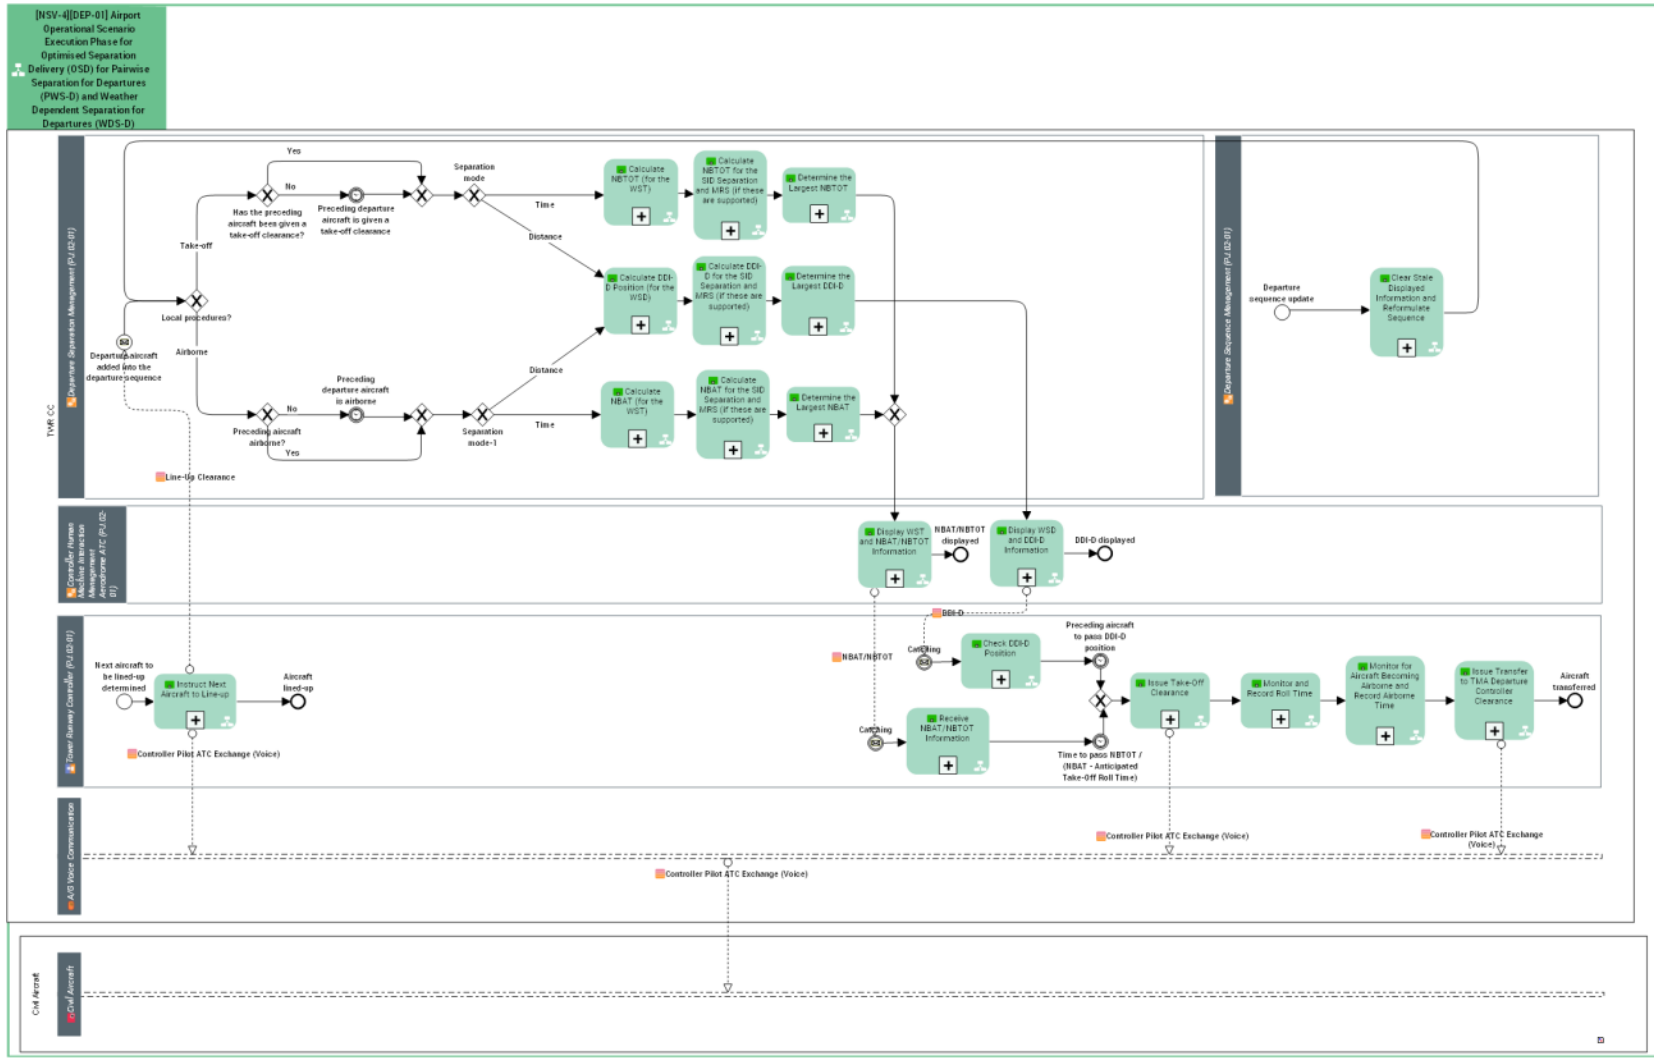 [NSV-4][DEP-01] Airport
Operational Scenario
Execution Phase for
Optimised Separation
Delivery (OSD) for Pairwise
Separation for Departures
(PWS-D) and Weather
Dependent Separation for
Departures (WDS-D)
TWR CC
Departure Separation Management (PJ.02-01)
Yes
No
Has the preceding
aircraft been given a
take-off clearance?
Preceding departure
aircraft is given a
take-off clearance
Separation
mode
Time
Distance
Take-off
Local procedures?
Departure aircraft
added into the
departure sequence
Airborne
No
Preceding aircraft
airborne?
Yes
Preceding
departure aircraft
is airborne
Separation
mode-1
Distance
Time
Line-Up Clearance
Calculate
NBTOT (for the
WST)
Calculate
NBTOT for the
SID Separation
and MRS (if these
are supported)
Determine the
Largest NBTOT
Calculate DDI-
D Position (for the
WSD)
Calculate DDI-
D for the SID
Separation and
MRS (if these are
supported)
Determine the
Largest DDI-D
Calculate
NBAT (for the
WST)
Calculate
NBAT for the SID
Separation and
MRS (if these are
supported)
Determine the
Largest NBAT
Departure Sequence Management (PJ.02-01)
Departure
sequence update
Clear Stale
Displayed
Information and
Reformulate
Sequence
Controller Human
Machine Interaction
Management
Aerodrome ATC (PJ.02-
01)
Display WST
and NBAT/NBTOT
Information
NBAT/NBTOT
displayed
Display WSD
and DDI-D
Information
DDI-D displayed
DDI-D
NBAT/NBTOT
Tower Runway Controller (PJ.02-01)
Next aircraft to
be lined-up
determined
Instruct Next
Aircraft to Line-up
Aircraft
lined-up
Controller Pilot ATC Exchange (Voice)
Catching
Check DDI-D
Position
Preceding aircraft
to pass DDI-D
position
Catching
Receive
NBAT/NBTOT
Information
Time to pass NBTOT /
(NBAT - Anticipated
Take-Off Roll Time)
Issue Take-Off
Clearance
Monitor and
Record Roll Time
Monitor for
Aircraft Becoming
Airborne and
Record Airborne
Time
Issue Transfer
to TMA Departure
Controller
Clearance
Aircraft
transferred
A/G Voice Communication
Controller Pilot ATC Exchange (Voice)
Controller Pilot ATC Exchange
(Voice)
Controller Pilot ATC Exchange (Voice)
Civil Aircraft
Civil Aircraft